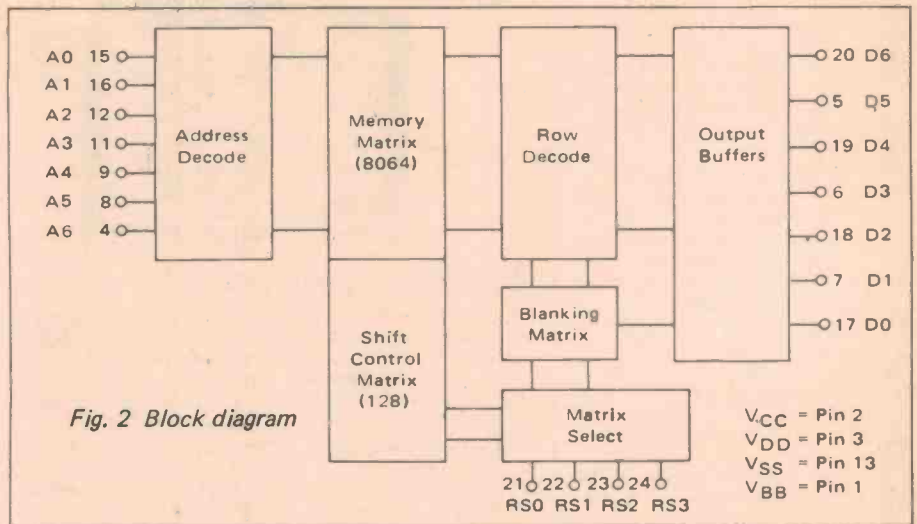 A0 15
A1 16
A2 12
A3 11
A4 9
A5 8
A6 4
Address
Decode
Memory
Matrix
(8064)
Row
Decode
Output
Buffers
20 D6
5 D5
19 D4
6 D3
18 D2
7 D1
17 D0
Shift
Control
Matrix
(128)
Blanking
Matrix
Matrix
Select
21 22 23 24
RS0 RS1 RS2 RS3
Fig. 2 Block diagram
VCC = Pin 2
VDD = Pin 3
VSS = Pin 13
VBB = Pin 1